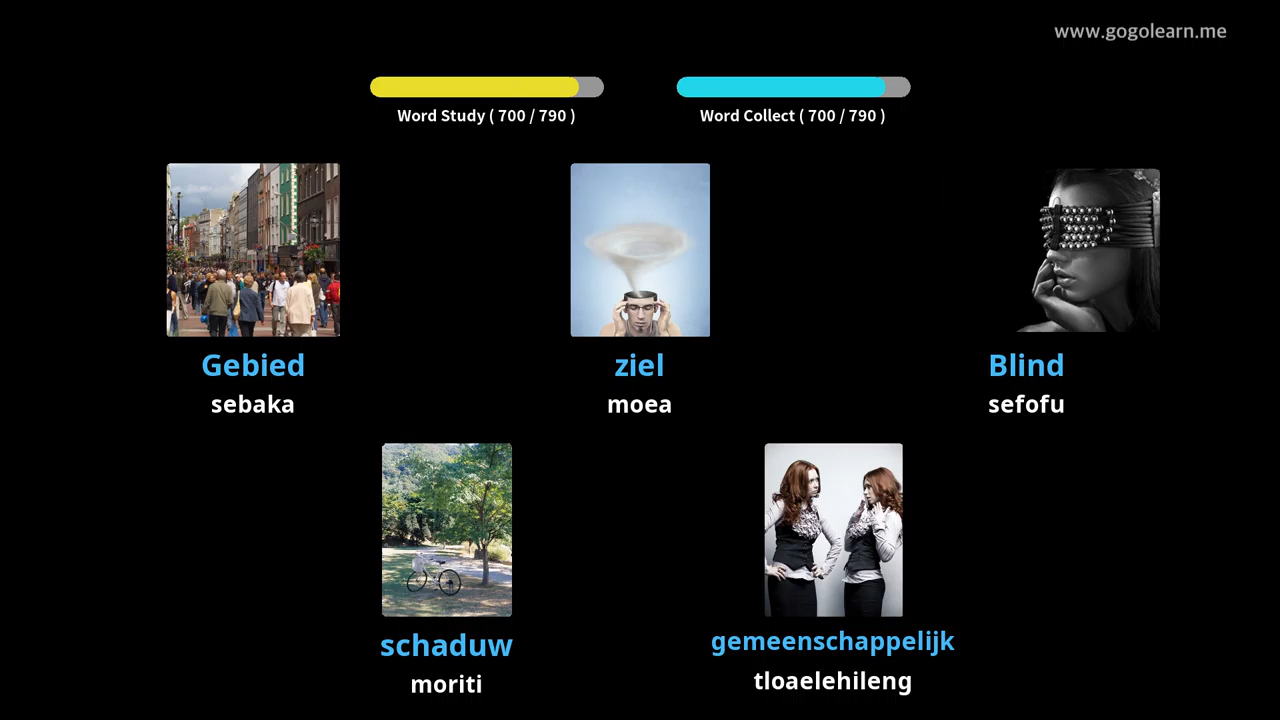 www.gogolearn.me
Word Study ( 700 / 790 )
Word Collect ( 700 / 790 )
Gebied
sebaka
ziel
moea
Blind
sefofu
schaduw
moriti
gemeenschappelijk
tloaelehileng